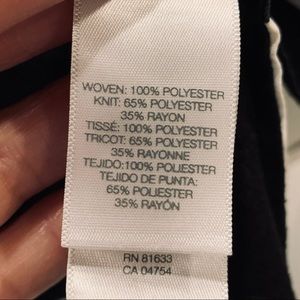 WOVEN: 100% POLYESTER
KNIT: 65% POLYESTER
35% RAYON
TISSÉ: 100% POLYESTER
TRICOT: 65% POLYESTER
35% RAYONNE
TEJIDO:100% POLIESTER
TEJIDO DE PUNTA:
65% POLIESTER
35% RAYÓN
RN 81633
CA 04754